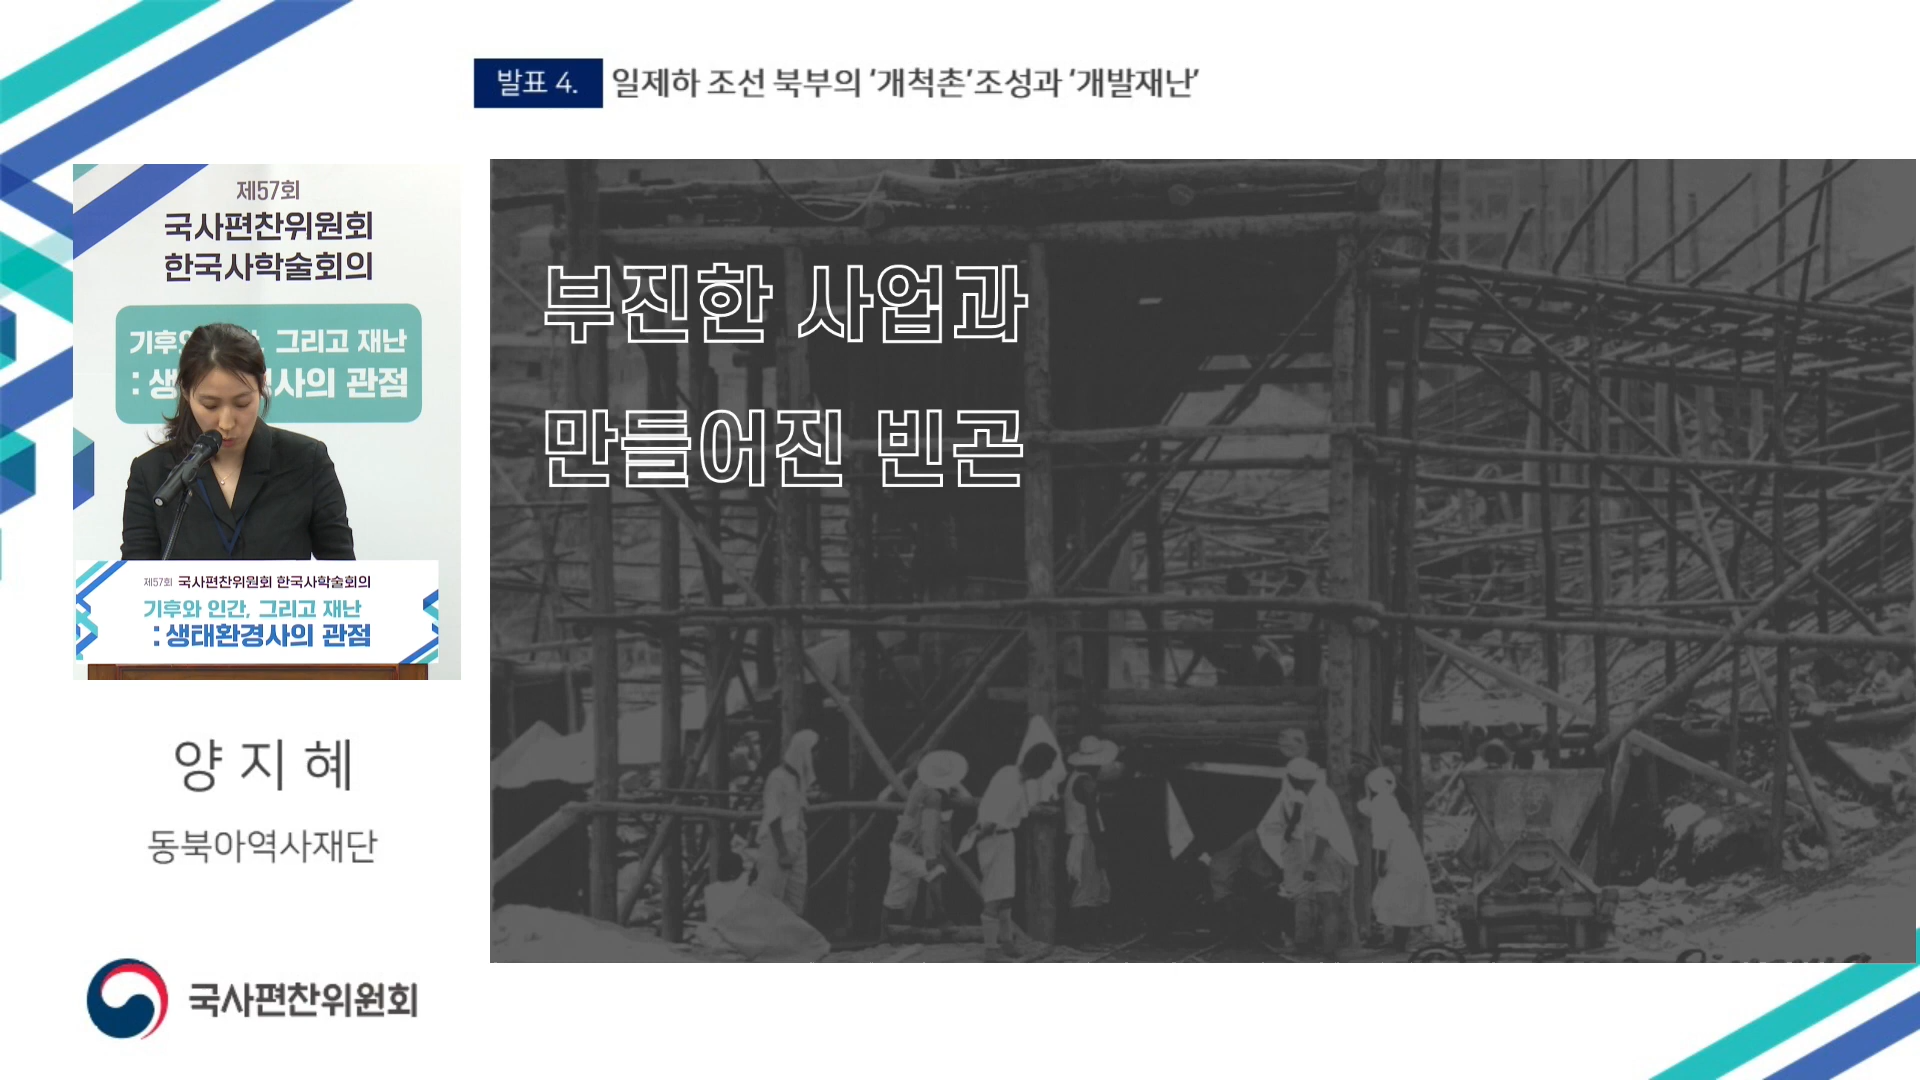 발표 4. 일제하 조선 북부의 ‘개척촌’ 조성과 ‘개발재난’
제57회
국사편찬위원회
한국사학술회의
기후 그리고 재난
: 생 사의 관점
제57회 국사편찬위원회 한국사학술회의
기후와 인간, 그리고 재난
: 생태환경사의 관점
부진한 사업과
만들어진 빈곤
양 지 혜
동북아역사재단
국사편찬위원회